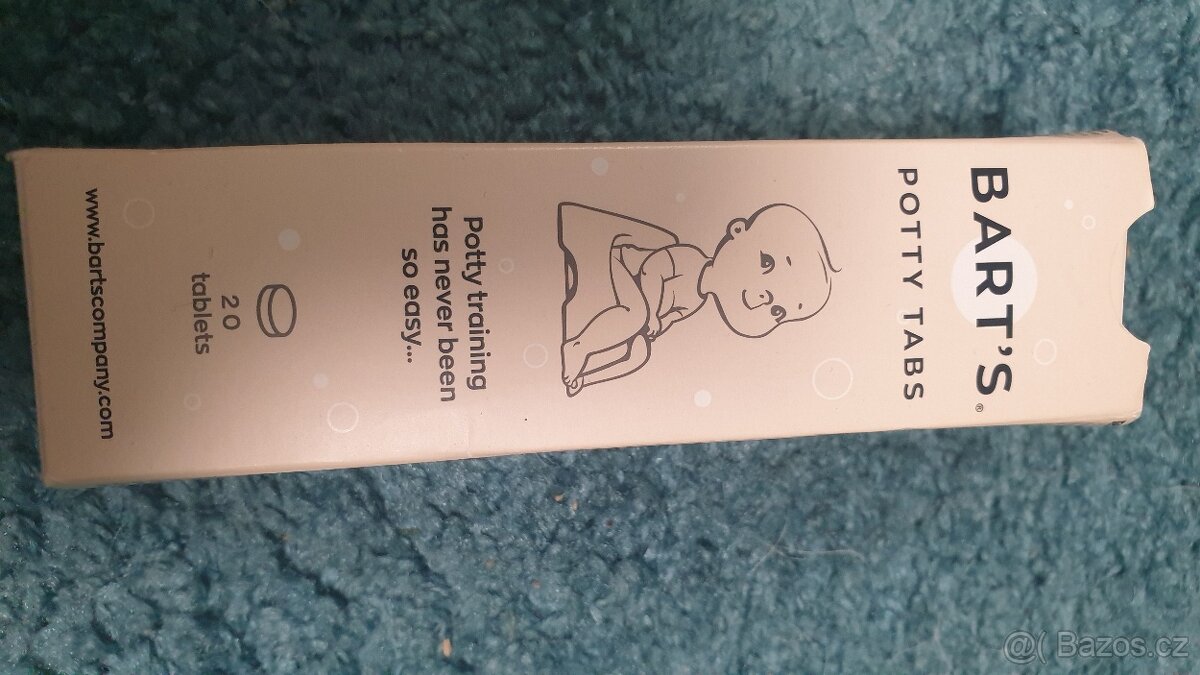 BART'S®
POTTY TABS
Potty training
has never been
so easy...
20
tablets
www.bartscompany.com
@( Bazos.cz